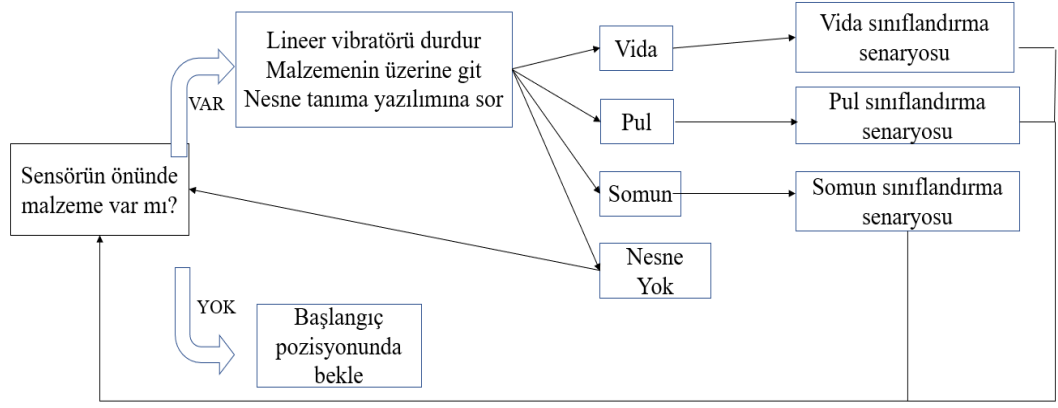 Sensörün önünde
malzeme var mı?
VAR
Lineer vibratörü durdur
Malzemenin üzerine git
Nesne tanıma yazılımına sor
Vida
Vida sınıflandırma
senaryosu
Pul
Pul sınıflandırma
senaryosu
Somun
Somun sınıflandırma
senaryosu
Nesne
Yok
YOK
Başlangıç
pozisyonunda
bekle